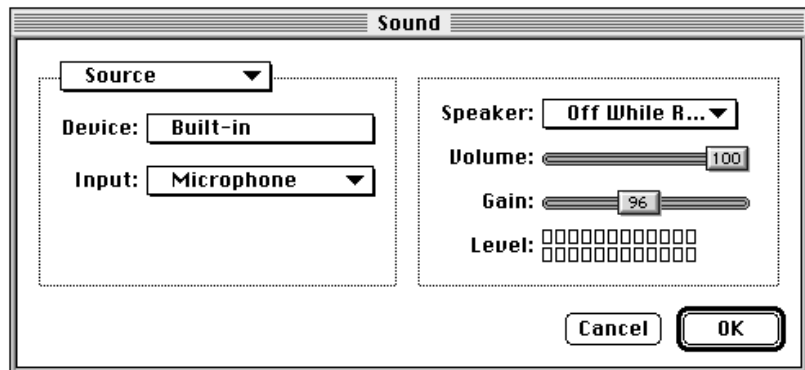 Sound
Source
Device: Built-in
Input: Microphone
Speaker: Off While R...
Volume: 100
Gain: 96
Level:
Cancel OK